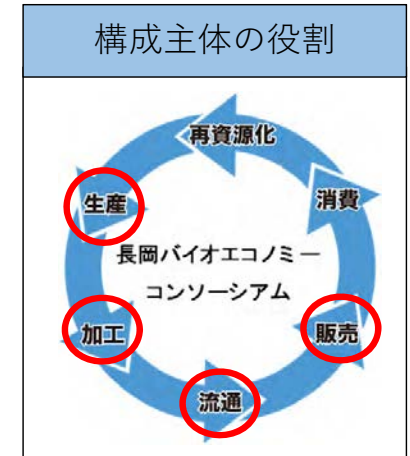 構成主体の役割
再資源化
生産
消費
長岡バイオエコノミー
コンソーシアム
加工
販売
流通